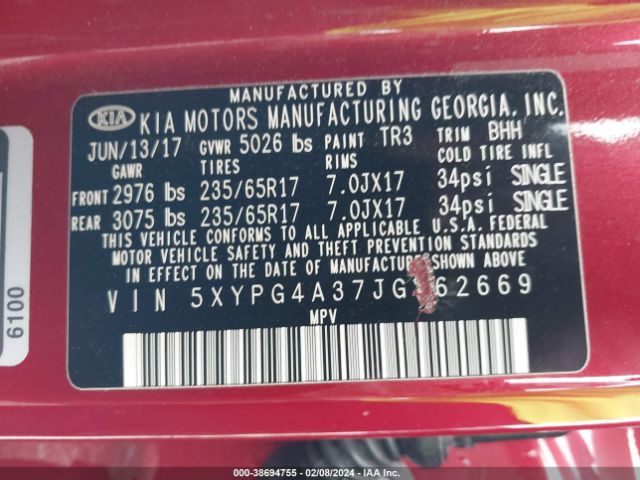 MANUFACTURED BY
KIA KIA MOTORS MANUFACTURING GEORGIA, INC.
JUN/13/17 GVWR 5026 lbs PAINT TR3 TRIM BHH
GAWR TIRES RIMS COLD TIRE INFL
FRONT 2976 lbs 235/65R17 7.0JX17 34psi SINGLE
REAR 3075 lbs 235/65R17 7.0JX17 34psi SINGLE
THIS VEHICLE CONFORMS TO ALL APPLICABLE U.S.A. FEDERAL
MOTOR VEHICLE SAFETY AND THEFT PREVENTION STANDARDS
IN EFFECT ON THE DATE OF MANUFACTURE SHOWN ABOVE
VIN
MPV
6100
000-38694755 - 02/08/2024 - IAA Inc.